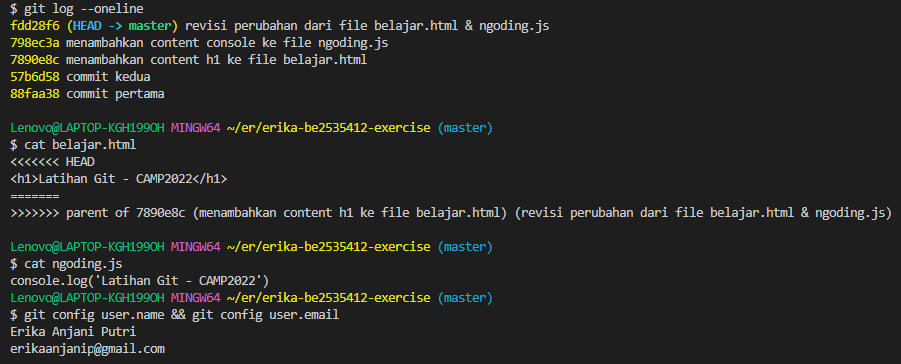 $ git log --oneline
fdd28f6 (HEAD -> master) revisi perubahan dari file belajar.html & ngoding.js
798ec3a menambahkan content console ke file ngoding.js
7890e8c menambahkan content h1 ke file belajar.html
57b6d58 commit kedua
88faa38 commit pertama
Lenovo@LAPTOP-KGH199OH MINGW64 ~/er/erika-be2535412-exercise (master)
$ cat belajar.html
<<<<<<< HEAD
<h1>Latihan Git - CAMP2022</h1>
=======
>>>>>>> parent of 7890e8c (menambahkan content h1 ke file belajar.html) (revisi perubahan dari file belajar.html & ngoding.js)
Lenovo@LAPTOP-KGH199OH MINGW64 ~/er/erika-be2535412-exercise (master)
$ cat ngoding.js
console.log('Latihan Git - CAMP2022')
Lenovo@LAPTOP-KGH199OH MINGW64 ~/er/erika-be2535412-exercise (master)
$ git config user.name && git config user.email
Erika Anjani Putri
erikaanjanip@gmail.com